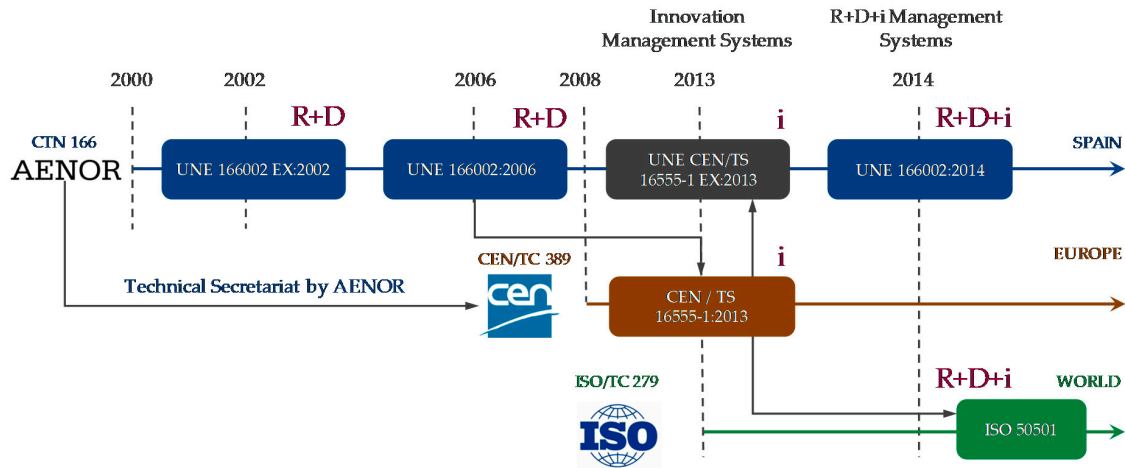 Innovation
Management Systems
R+D+i Management
Systems
2000
2002
2006
2008
2013
2014
R+D
R+D
i
R+D+i
CTN 166
AENOR
UNE 166002 EX:2002
UNE 166002:2006
UNE CEN/TS
16555-1 EX:2013
UNE 166002:2014
SPAIN
CEN/TC 389
i
EUROPE
Technical Secretariat by AENOR
cen
CEN / TS
16555-1:2013
ISO/TC 279
R+D+i
WORLD
ISO
ISO 50501